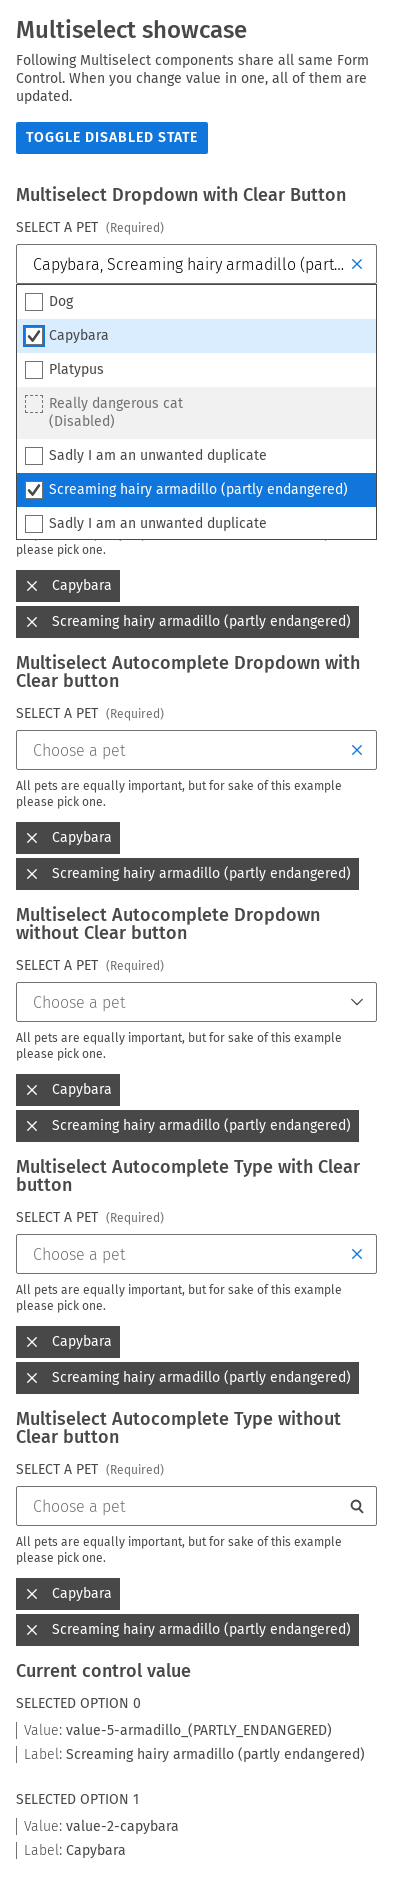 Multiselect showcase
Following Multiselect components share all same Form
Control. When you change value in one, all of them are
updated.
TOGGLE DISABLED STATE
Multiselect Dropdown with Clear Button
SELECT A PET (Required)
Capybara, Screaming hairy armadillo (part...
Dog
Capybara
Platypus
Really dangerous cat
(Disabled)
Sadly I am an unwanted duplicate
Screaming hairy armadillo (partly endangered)
Sadly I am an unwanted duplicate
please pick one.
Capybara
Screaming hairy armadillo (partly endangered)
Multiselect Autocomplete Dropdown with
Clear button
SELECT A PET (Required)
Choose a pet
All pets are equally important, but for sake of this example
please pick one.
Capybara
Screaming hairy armadillo (partly endangered)
Multiselect Autocomplete Dropdown
without Clear button
SELECT A PET (Required)
Choose a pet
All pets are equally important, but for sake of this example
please pick one.
Capybara
Screaming hairy armadillo (partly endangered)
Multiselect Autocomplete Type with Clear
button
SELECT A PET (Required)
Choose a pet
All pets are equally important, but for sake of this example
please pick one.
Capybara
Screaming hairy armadillo (partly endangered)
Multiselect Autocomplete Type without
Clear button
SELECT A PET (Required)
Choose a pet
All pets are equally important, but for sake of this example
please pick one.
Capybara
Screaming hairy armadillo (partly endangered)
Current control value
SELECTED OPTION 0
Value: value-5-armadillo_(PARTLY_ENDANGERED)
Label: Screaming hairy armadillo (partly endangered)
SELECTED OPTION 1
Value: value-2-capybara
Label: Capybara